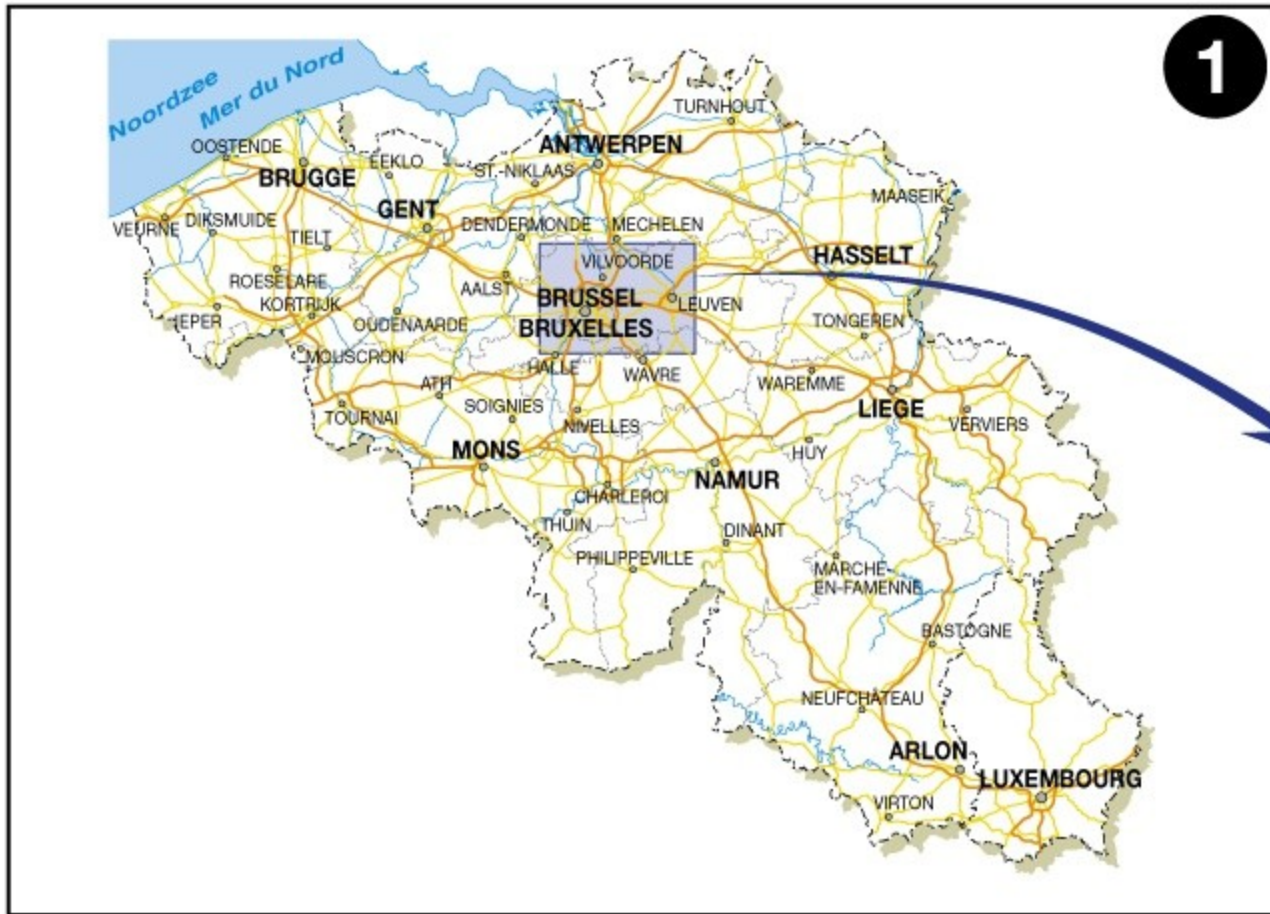 1
Noordzee
Mer du Nord
TURNHOUT
OOSTENDE
ANTWERPEN
EEKLO
ST.-NIKLAAS
BRUGGE
MAASEIK
GENT
VEURNE
DIKSMUIDE
DENDERMONDE
MECHELEN
TIELT
HASSELT
VILVOORDE
ROESELARE
AALST
BRUSSEL
LEUVEN
KORTRIJK
IEPER
OUDENAARDE
BRUXELLES
TONGEREN
MOUSCRON
HALLE
WAVRE
ATH
WAREMME
SOIGNIES
LIEGE
TOURNAI
NIVELLES
VERVIERS
MONS
HUY
NAMUR
CHARLEROI
THUIN
DINANT
PHILIPPEVILLE
MARCHE-
EN-FAMENNE
BASTOGNE
NEUFCHÂTEAU
ARLON
LUXEMBOURG
VIRTON